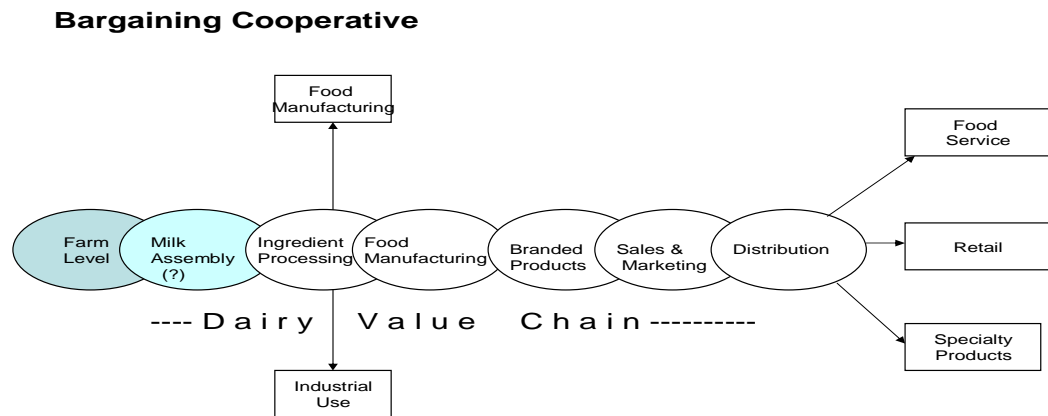 Bargaining Cooperative
Food
Manufacturing
Food
Service
Farm
Level
Milk
Assembly
(?)
Ingredient
Processing
Food
Manufacturing
Branded
Products
Sales &
Marketing
Distribution
Retail
---- Dairy Value Chain----------
Specialty
Products
Industrial
Use